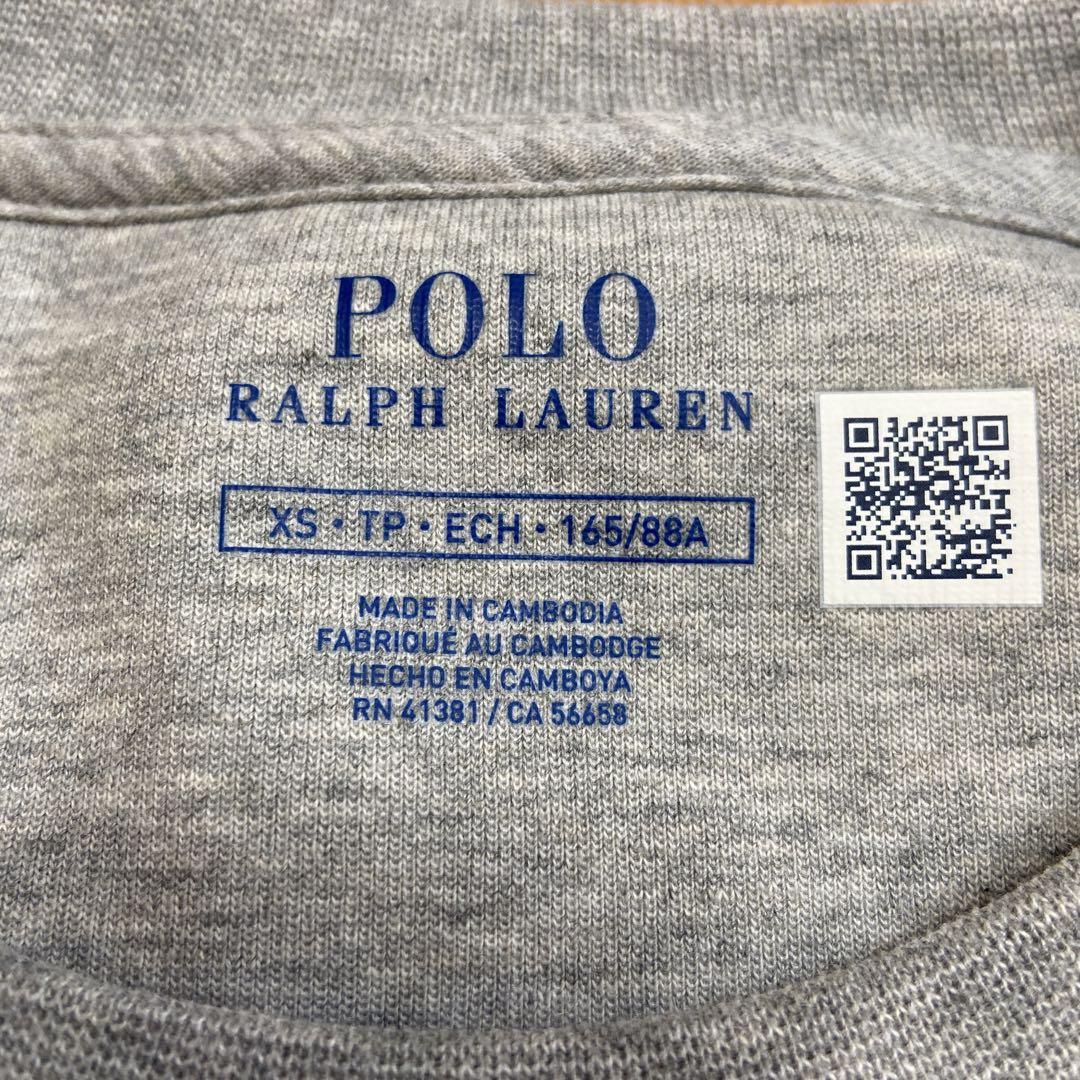 POLO
RALPH LAUREN
XS • TP • ECH • 165/88A
MADE IN CAMBODIA
FABRIQUÉ AU CAMBODGE
HECHO EN CAMBOYA
RN 41381 / CA 56658